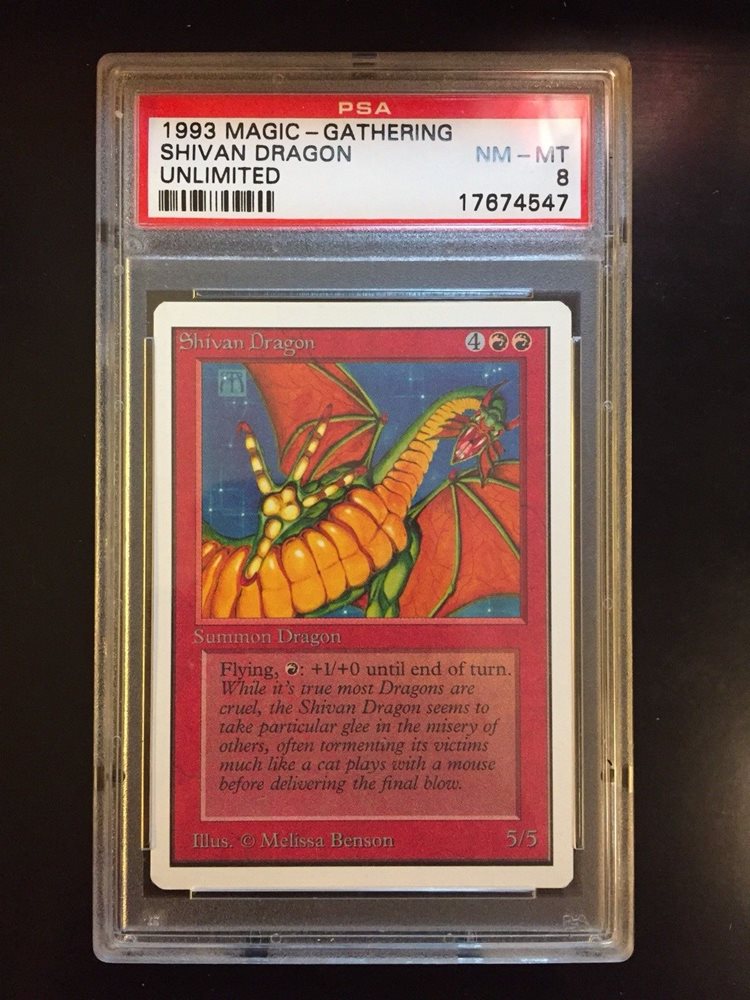 PSA
1993 MAGIC - GATHERING
SHIVAN DRAGON NM - MT
UNLIMITED 8
17674547
Shivan Dragon 4
Summon Dragon
Flying, : +1/+0 until end of turn.
While it's true most Dragons are
cruel, the Shivan Dragon seems to
take particular glee in the misery of
others, often tormenting its victims
much like a cat plays with a mouse
before delivering the final blow.
Illus. © Melissa Benson 5/5